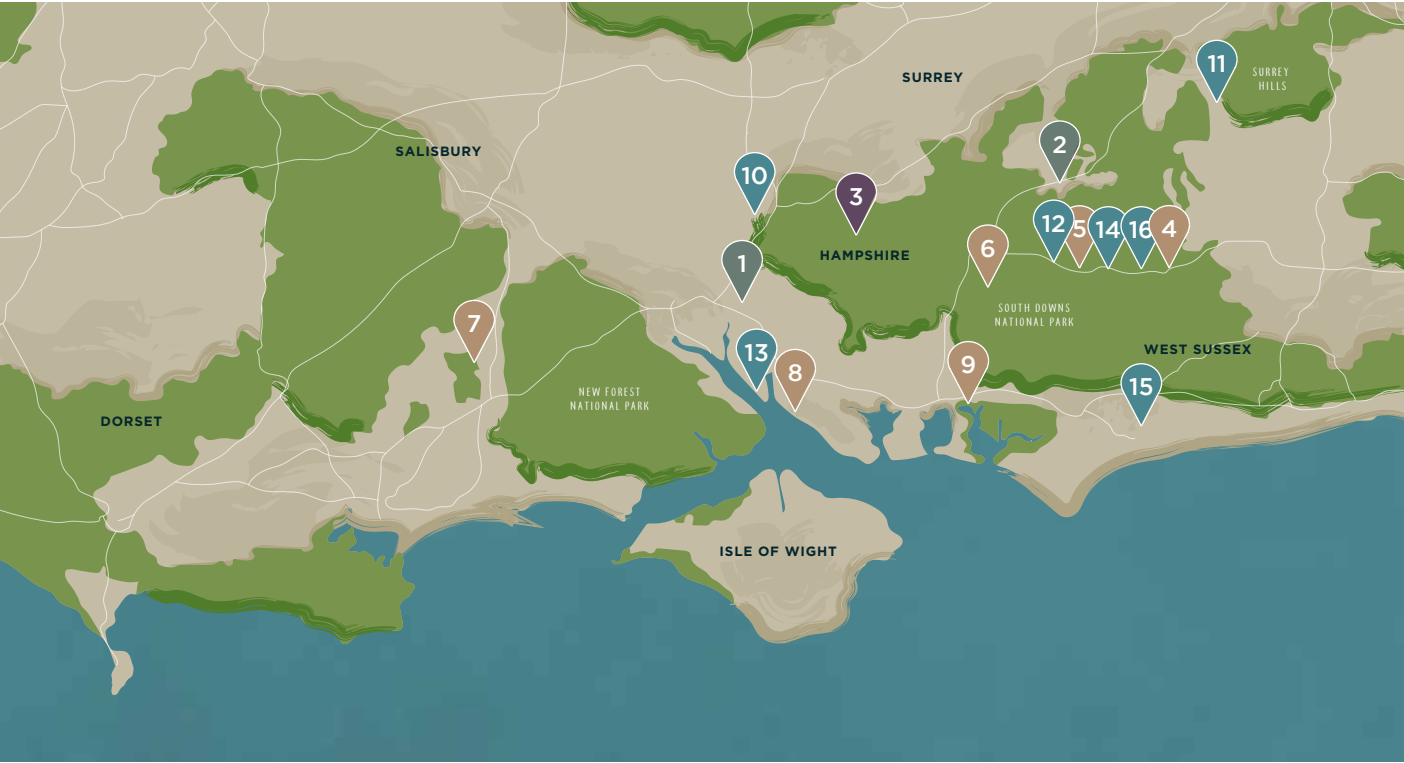 SURREY
11
SURREY
HILLS
SALISBURY
2
10
3
12
5
14
16
4
6
HAMPSHIRE
1
SOUTH DOWNS
NATIONAL PARK
7
WEST SUSSEX
13
8
9
15
NEW FOREST
NATIONAL PARK
DORSET
ISLE OF WIGHT